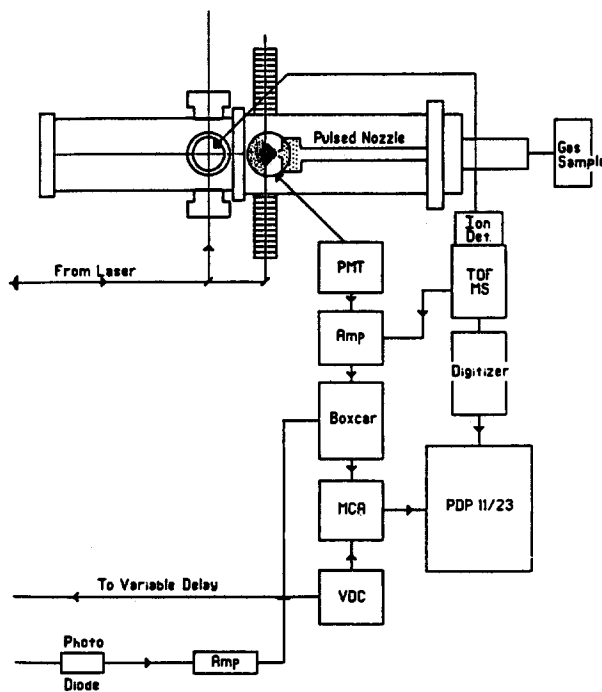 Pulsed Nozzle
Gas
Sample
Ion
Det.
From Laser
PMT
TOF
MS
Amp
Digitizer
Boxcar
MCA
PDP 11/23
To Variable Delay
VDC
Photo
Diode
Amp